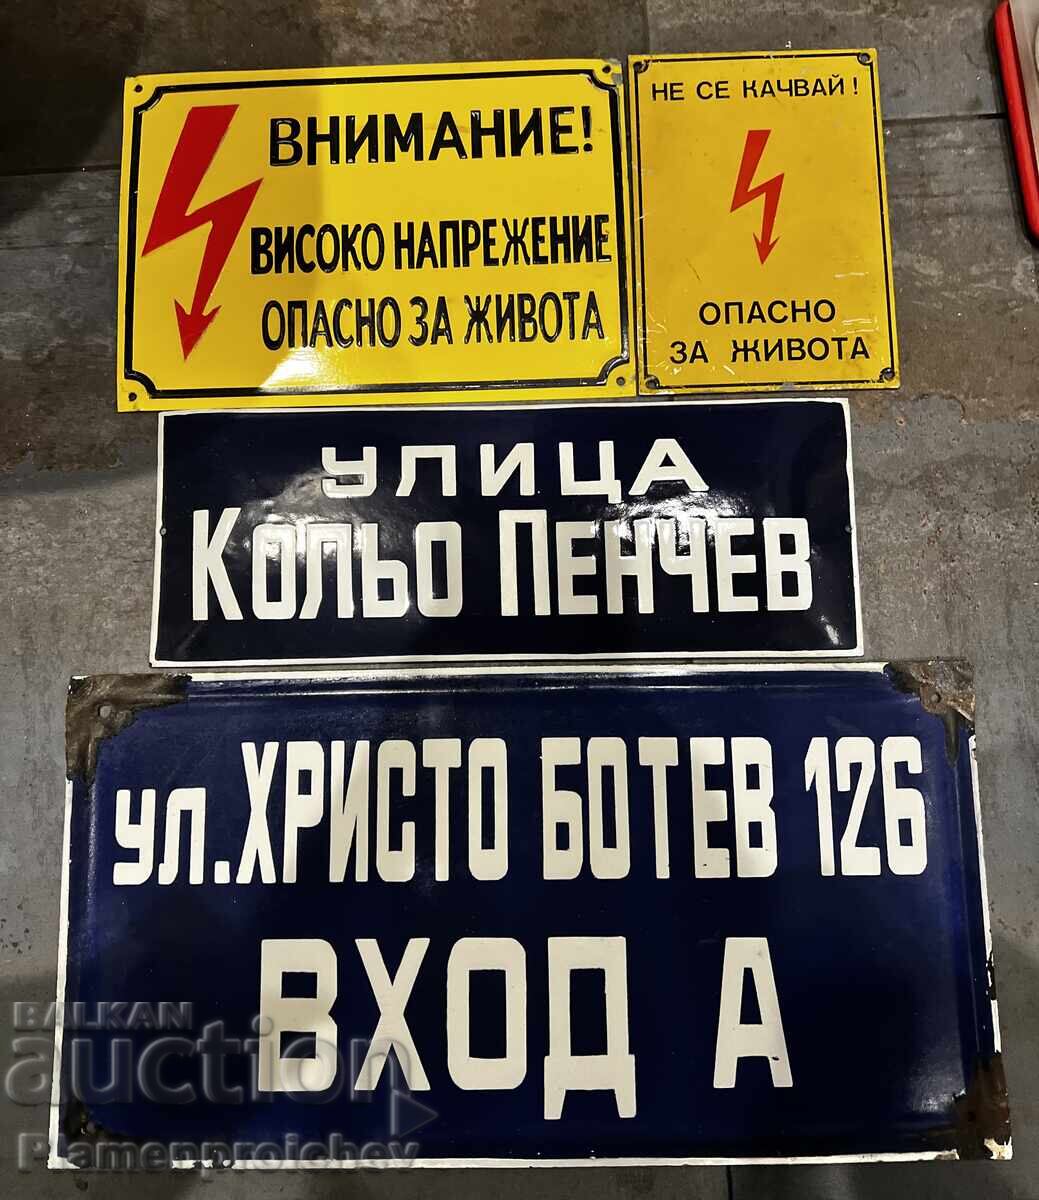 ВНИМАНИЕ!
ВИСОКО НАПРЕЖЕНИЕ
ОПАСНО ЗА ЖИВОТА
НЕ СЕ КАЧВАЙ!
ОПАСНО
ЗА ЖИВОТА
УЛИЦА
КОЛЬО ПЕНЧЕВ
УЛ. ХРИСТО БОТЕВ 126
ВХОД А
BALKAN
auction
Plamenproichev